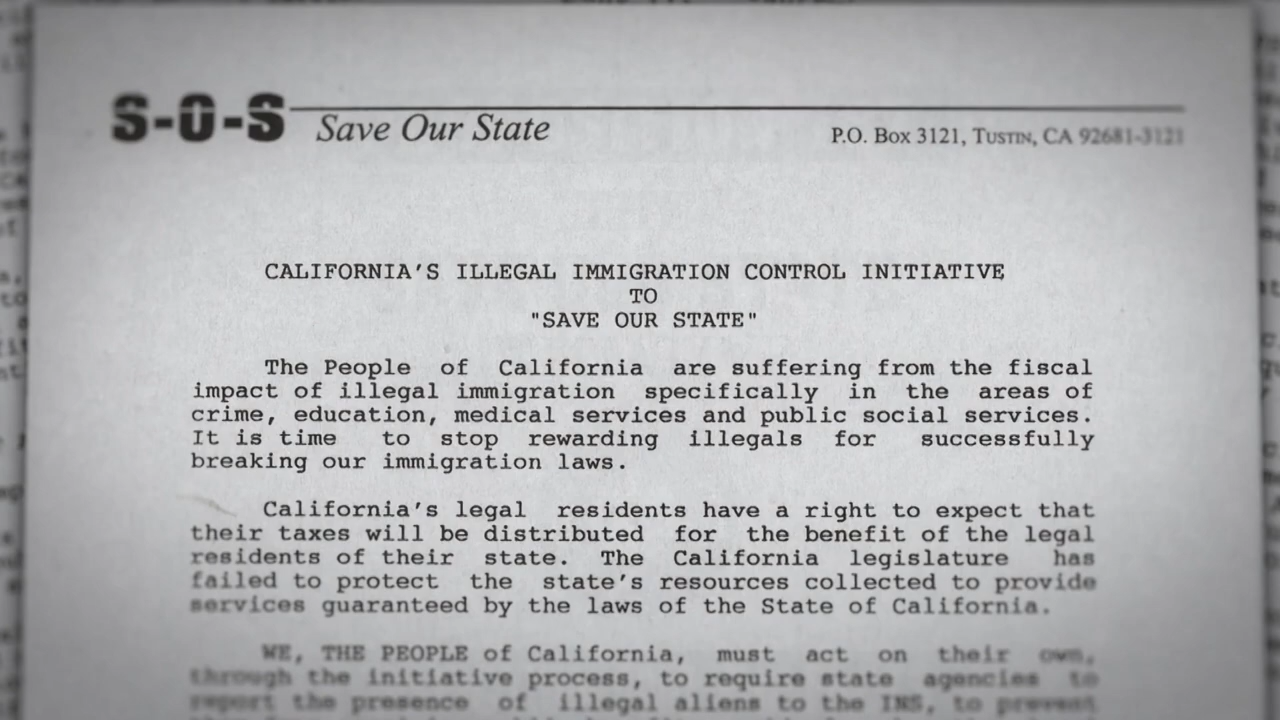 S-O-S Save Our State P.O. Box 3121, Tustin, CA 92681-3121
CALIFORNIA'S ILLEGAL IMMIGRATION CONTROL INITIATIVE
TO
"SAVE OUR STATE"
The People of California are suffering from the fiscal
impact of illegal immigration specifically in the areas of
crime, education, medical services and public social services.
It is time to stop rewarding illegals for successfully
breaking our immigration laws.
California's legal residents have a right to expect that
their taxes will be distributed for the benefit of the legal
residents of their state. The California legislature has
failed to protect the state's resources collected to provide
services guaranteed by the laws of the State of California.
WE, THE PEOPLE of California, must act on their own,
through the initiative process, to require state agencies to
report the presence of illegal aliens to the INS, to prevent